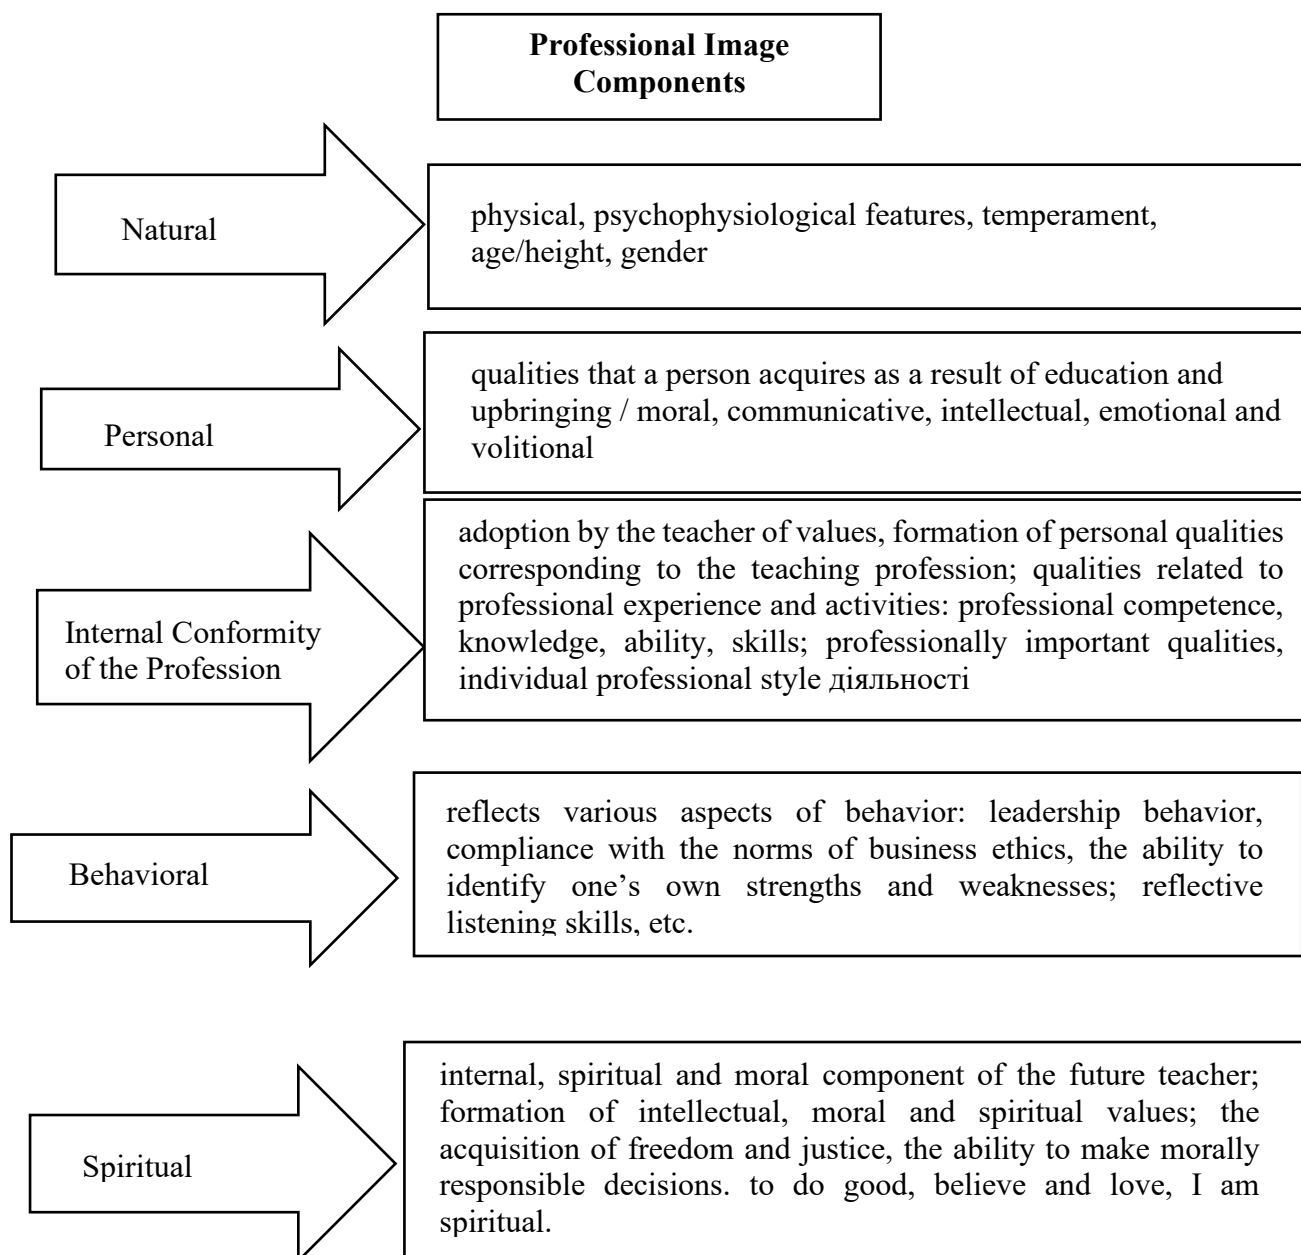 Professional Image
Components
Natural
physical, psychophysiological features, temperament,
age/height, gender
Personal
qualities that a person acquires as a result of education and
upbringing / moral, communicative, intellectual, emotional and
volitional
Internal Conformity
of the Profession
adoption by the teacher of values, formation of personal qualities
corresponding to the teaching profession; qualities related to
professional experience and activities: professional competence,
knowledge, ability, skills; professionally important qualities,
individual professional style діяльності
Behavioral
reflects various aspects of behavior: leadership behavior,
compliance with the norms of business ethics, the ability to
identify one’s own strengths and weaknesses; reflective
listening skills, etc.
Spiritual
internal, spiritual and moral component of the future teacher;
formation of intellectual, moral and spiritual values; the
acquisition of freedom and justice, the ability to make morally
responsible decisions. to do good, believe and love, I am
spiritual.